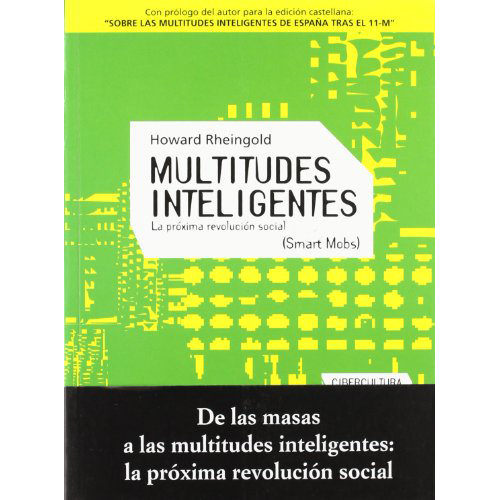 Con prólogo del autor para la edición castellana:
“SOBRE LAS MULTITUDES INTELIGENTES DE ESPAÑA TRAS EL 11-M”
Howard Rheingold
MULTITUDES
INTELIGENTES
La próxima revolución social
(Smart Mobs)
CIBERCULTURA
De las masas
a las multitudes inteligentes:
la próxima revolución social